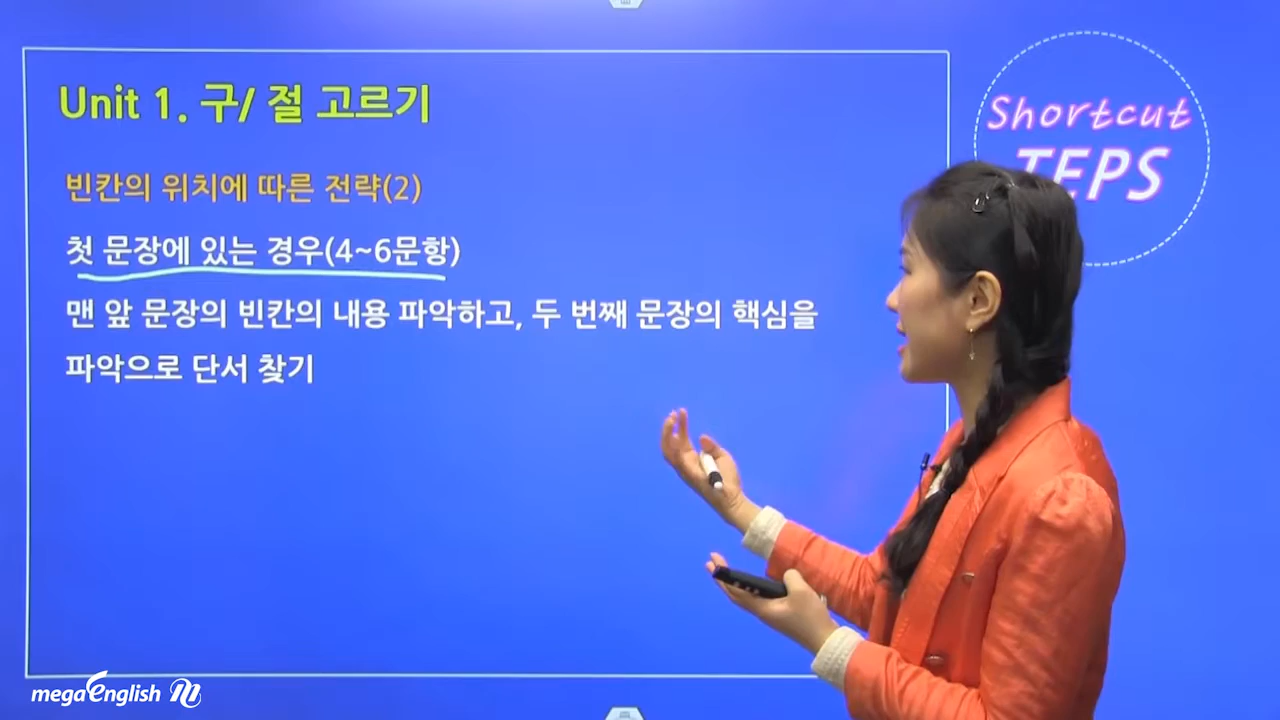 Unit 1. 구/ 절 고르기
빈칸의 위치에 따른 전략(2)
첫 문장에 있는 경우(4~6문항)
맨 앞 문장의 빈칸의 내용 파악하고, 두 번째 문장의 핵심을
파악으로 단서 찾기
Shortcut
TEPS
megaEnglish m